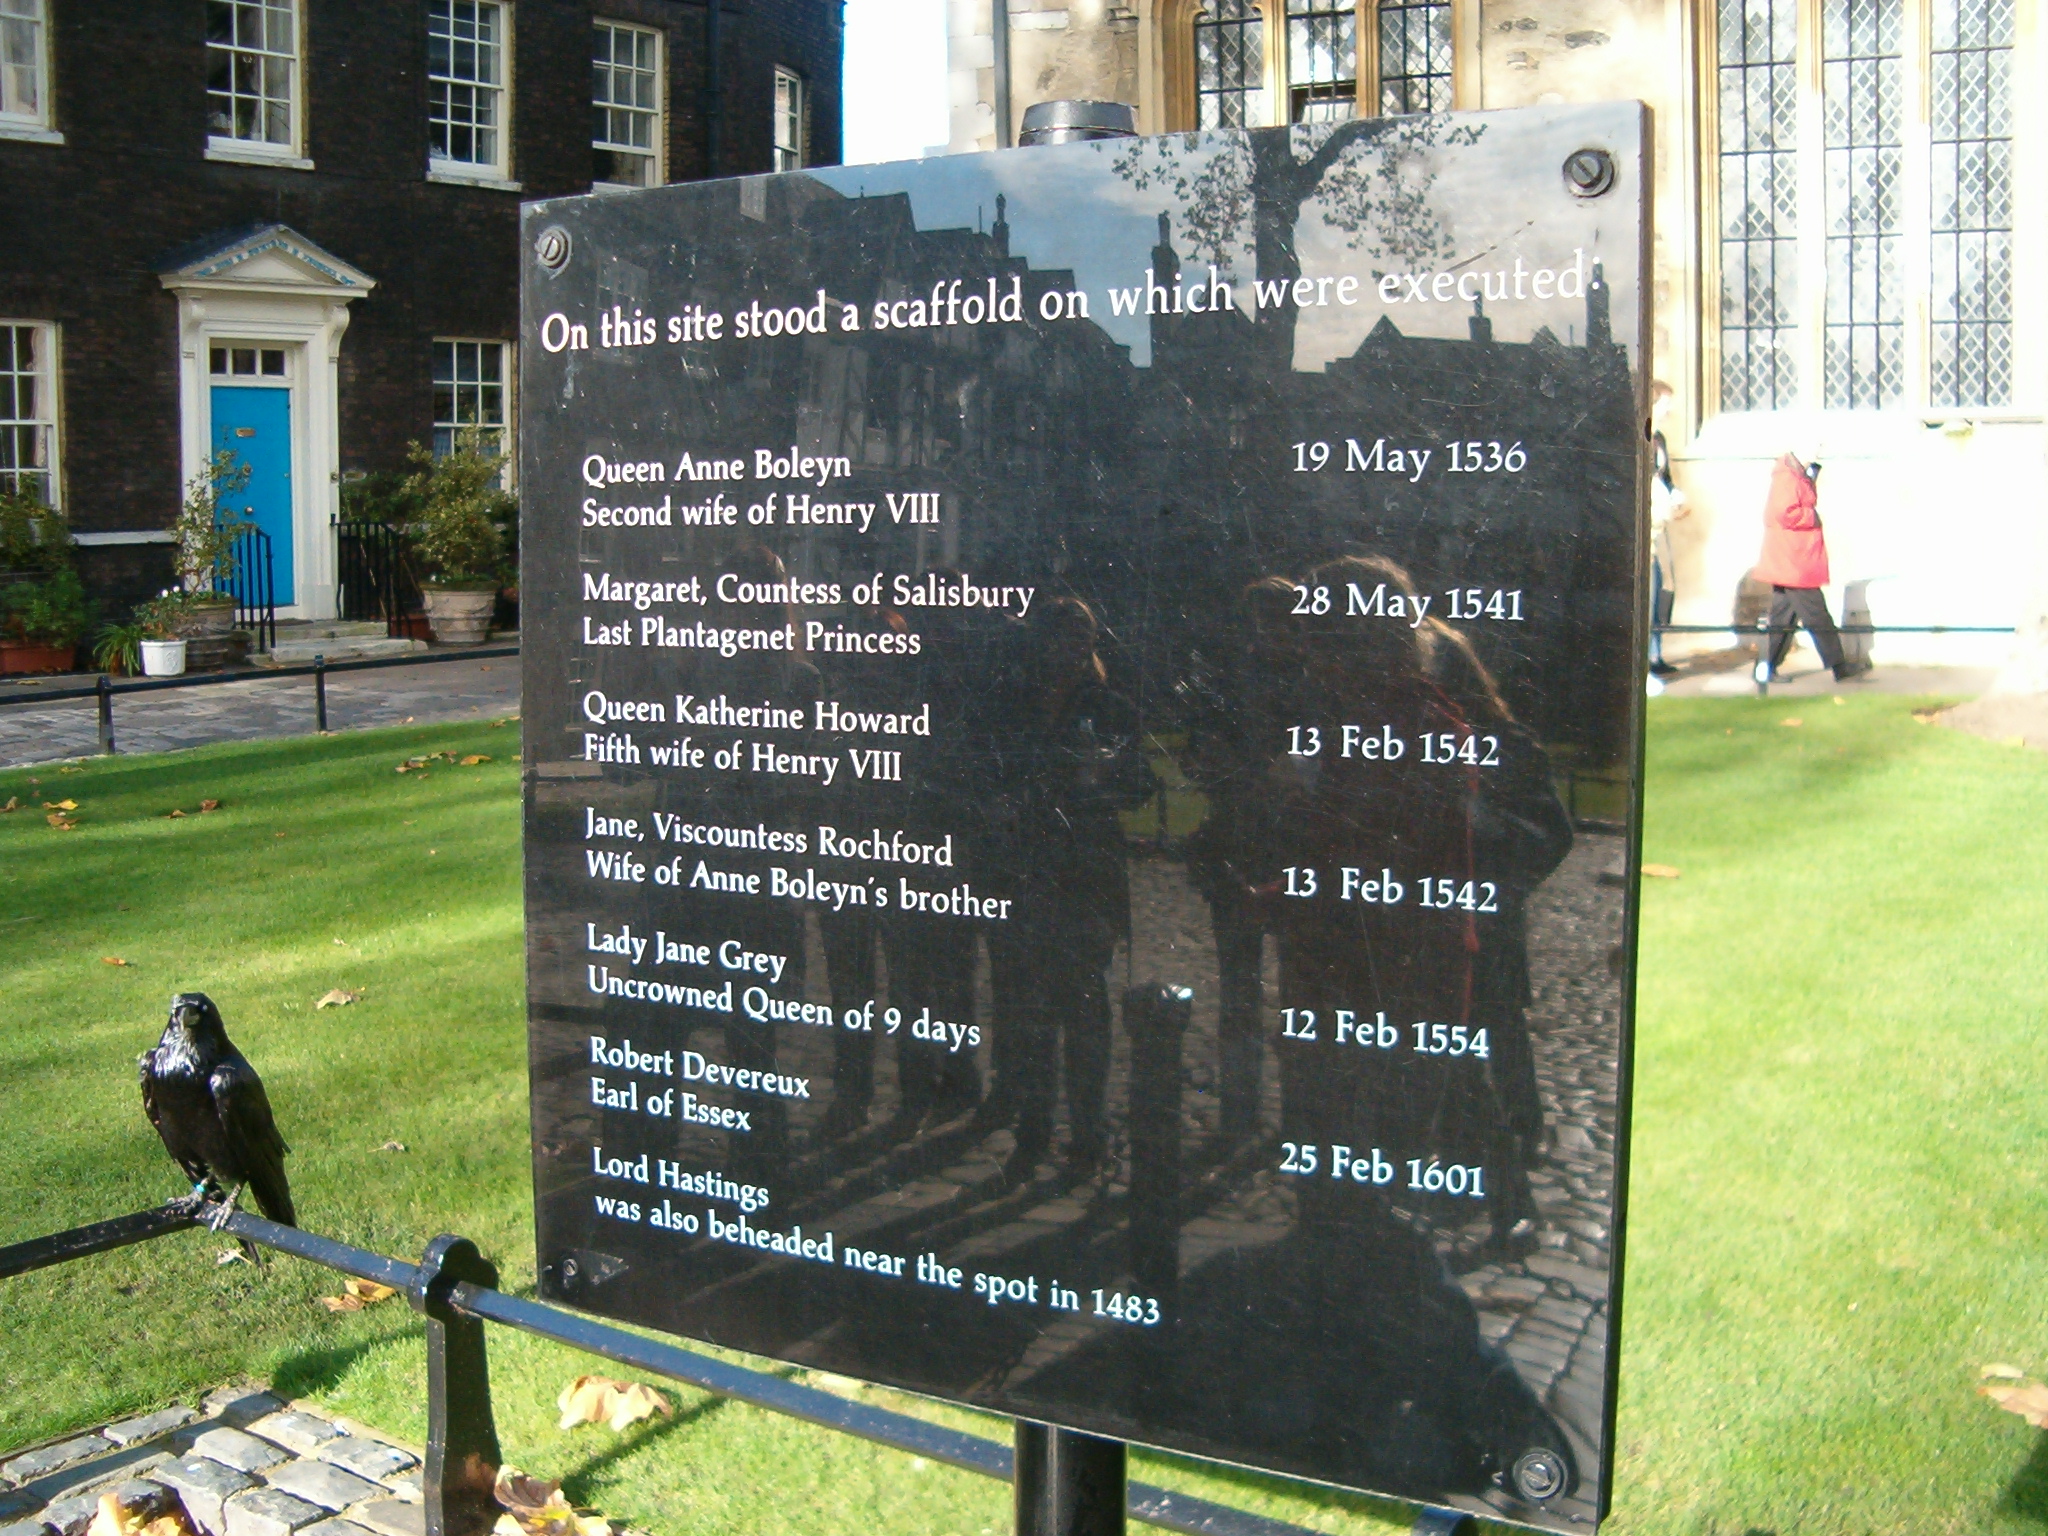 On this site stood a scaffold on which were executed:
Queen Anne Boleyn 19 May 1536
Second wife of Henry VIII
Margaret, Countess of Salisbury 28 May 1541
Last Plantagenet Princess
Queen Katherine Howard 13 Feb 1542
Fifth wife of Henry VIII
Jane, Viscountess Rochford 13 Feb 1542
Wife of Anne Boleyn's brother
Lady Jane Grey 12 Feb 1554
Uncrowned Queen of 9 days
Robert Devereux 25 Feb 1601
Earl of Essex
Lord Hastings
was also beheaded near the spot in 1483